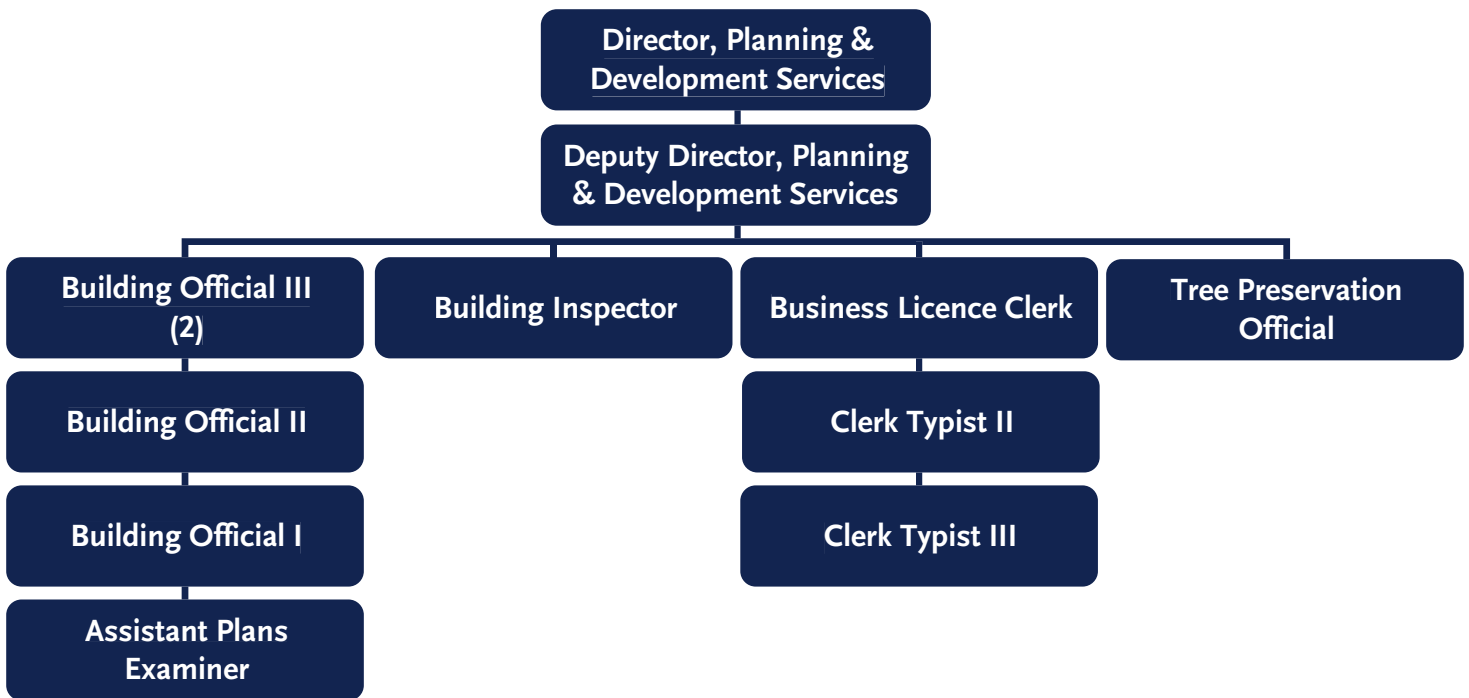 Director, Planning &
Development Services
Deputy Director, Planning
& Development Services
Building Official III
(2)
Building Inspector
Business Licence Clerk
Tree Preservation
Official
Building Official II
Clerk Typist II
Building Official I
Clerk Typist III
Assistant Plans
Examiner